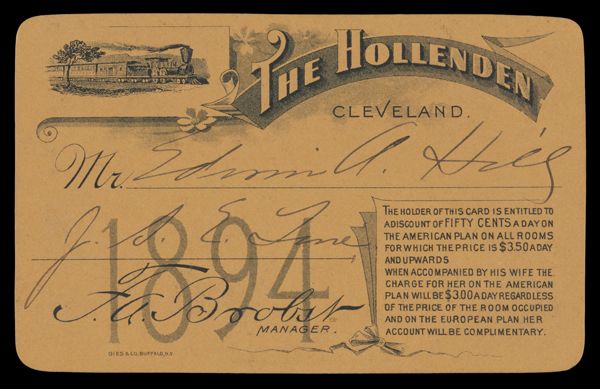 THE HOLLENDEN
CLEVELAND.
Mr. Edwin A. Hill
J. D. E. Line
1894
F. A. Brobst
MANAGER.
GIES & CO. BUFFALO, N.Y.
THE HOLDER OF THIS CARD IS ENTITLED TO
A DISCOUNT OF FIFTY CENTS A DAY ON
THE AMERICAN PLAN ON ALL ROOMS
FOR WHICH THE PRICE IS $3.50 A DAY
AND UPWARDS
WHEN ACCOMPANIED BY HIS WIFE THE
CHARGE FOR HER ON THE AMERICAN
PLAN WILL BE $3.00 A DAY REGARDLESS
OF THE PRICE OF THE ROOM OCCUPIED
AND ON THE EUROPEAN PLAN HER
ACCOUNT WILL BE COMPLIMENTARY.